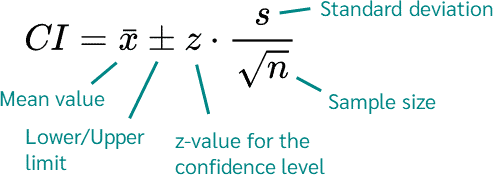 Standard deviation
CI = x̄ ± z · s / √n
Mean value
Sample size
Lower/Upper
limit
z-value for the
confidence level